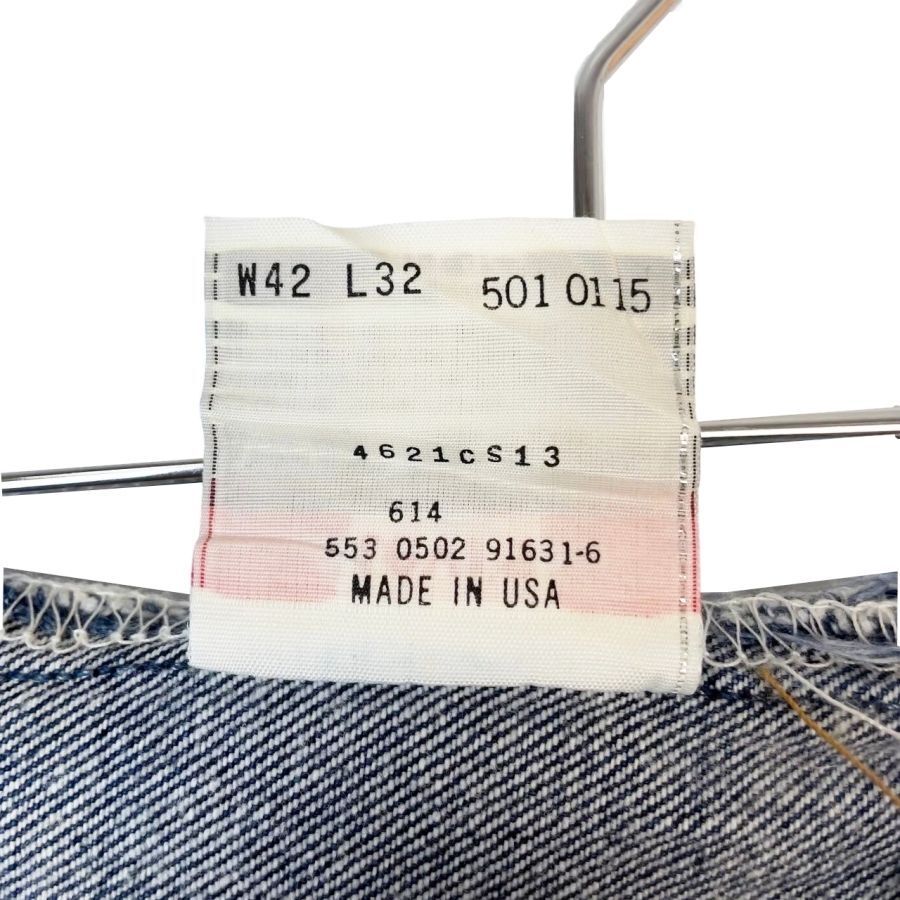 W42 L32 501 0115
4621CS13
614
553 0502 91631-6
MADE IN USA